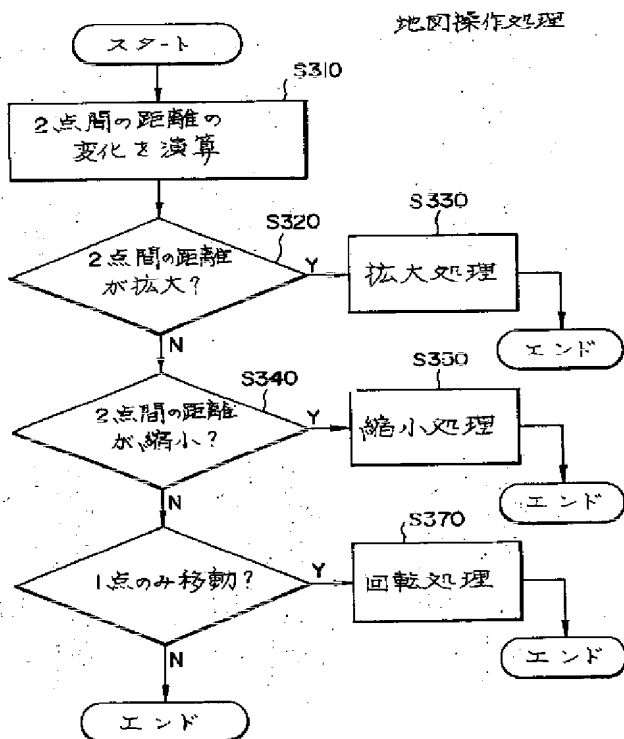 地図操作処理
スタート
S310
2点間の距離の
変化を演算
S320
2点間の距離
が拡大?
Y
S330
拡大処理
エンド
N
S340
2点間の距離
が縮小?
Y
S350
縮小処理
エンド
N
1点のみ移動?
Y
S370
回転処理
エンド
N
エンド